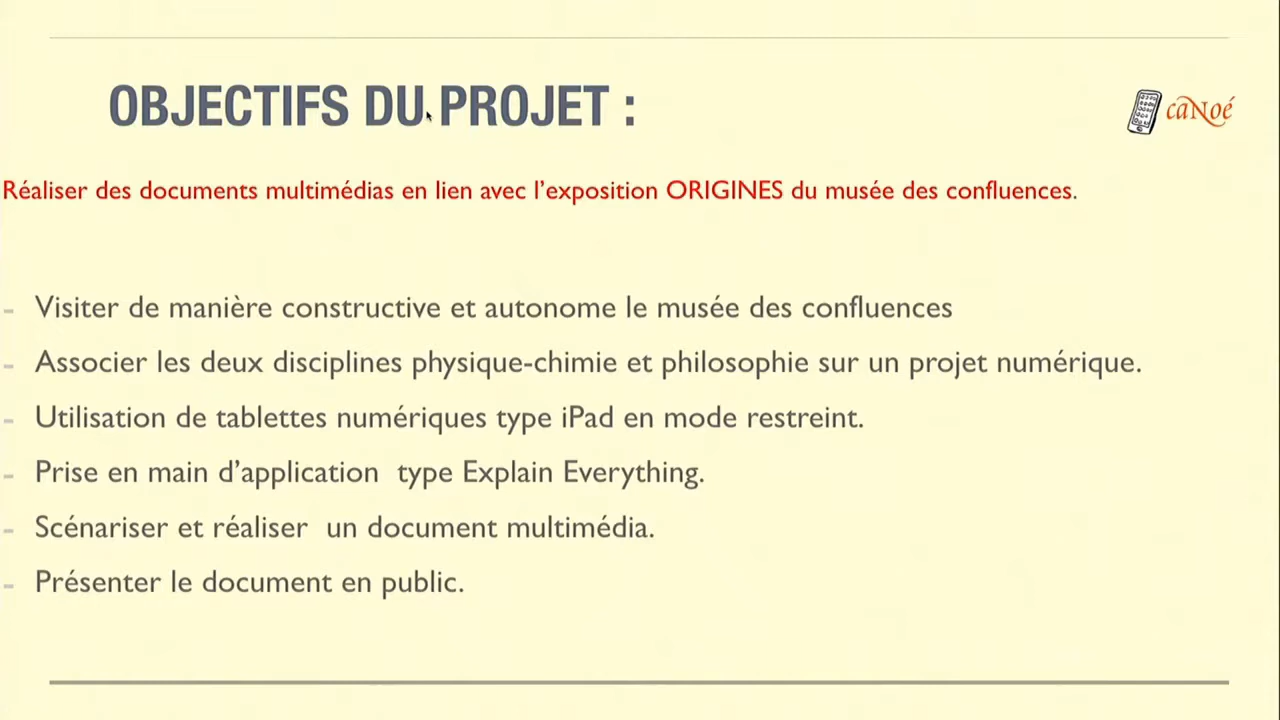 OBJECTIFS DU PROJET :
caNoé
Réaliser des documents multimédias en lien avec l’exposition ORIGINES du musée des confluences.
- Visiter de manière constructive et autonome le musée des confluences
- Associer les deux disciplines physique-chimie et philosophie sur un projet numérique.
- Utilisation de tablettes numériques type iPad en mode restreint.
- Prise en main d’application  type Explain Everything.
- Scénariser et réaliser  un document multimédia.
- Présenter le document en public.